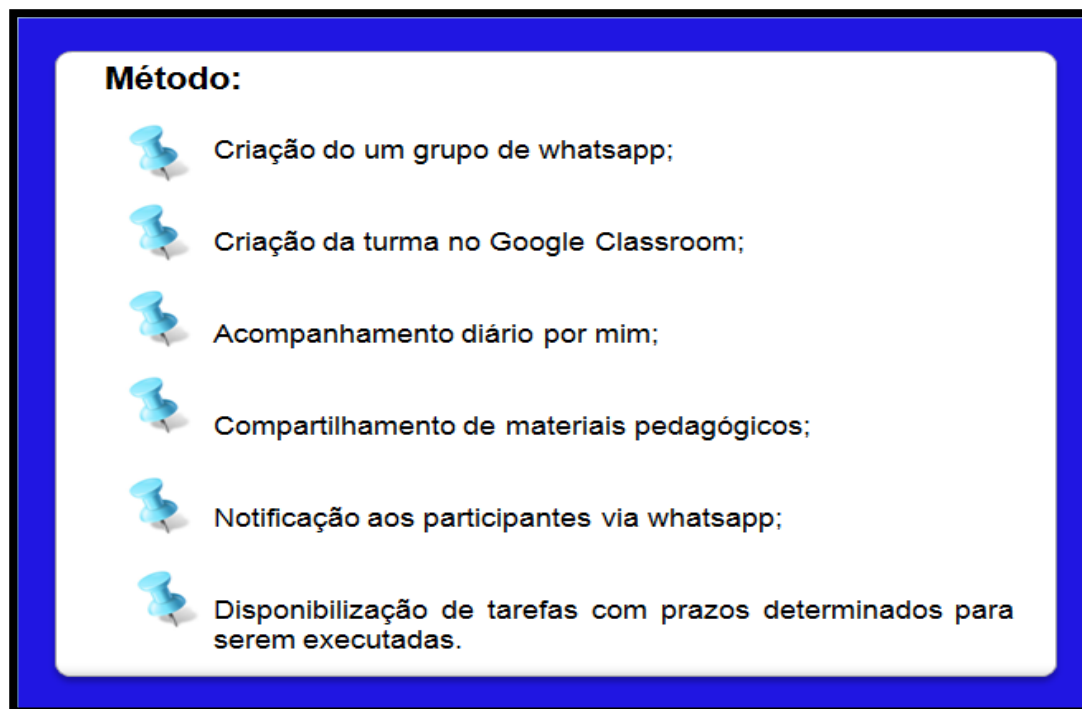 Método:
Criação do um grupo de whatsapp;
Criação da turma no Google Classroom;
Acompanhamento diário por mim;
Compartilhamento de materiais pedagógicos;
Notificação aos participantes via whatsapp;
Disponibilização de tarefas com prazos determinados para
serem executadas.